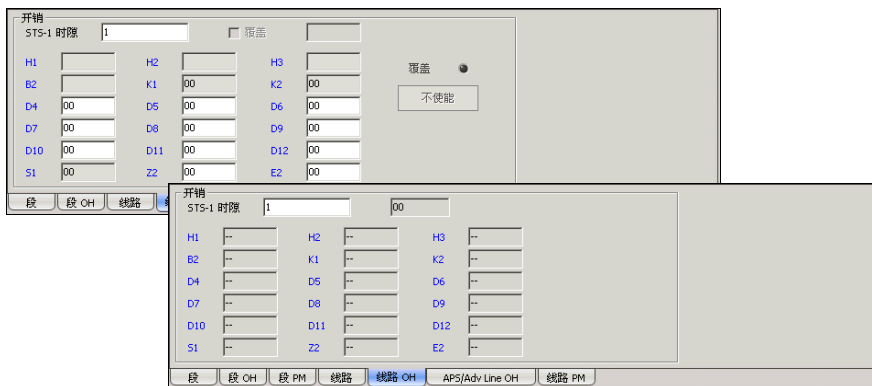 开销
STS-1 时隙 1 覆盖
H1 H2 H3
覆盖
B2 K1 00 K2 00
不使能
D4 00 D5 00 D6 00
D7 00 D8 00 D9 00
D10 00 D11 00 D12 00
S1 00 Z2 00 E2 00
段 段 OH 线路
开销
STS-1 时隙 1 00
H1 -- H2 -- H3 --
B2 -- K1 -- K2 --
D4 -- D5 -- D6 --
D7 -- D8 -- D9 --
D10 -- D11 -- D12 --
S1 -- Z2 -- E2 --
段 段 OH 段 PM 线路 线路 OH APS/Adv Line OH 线路 PM